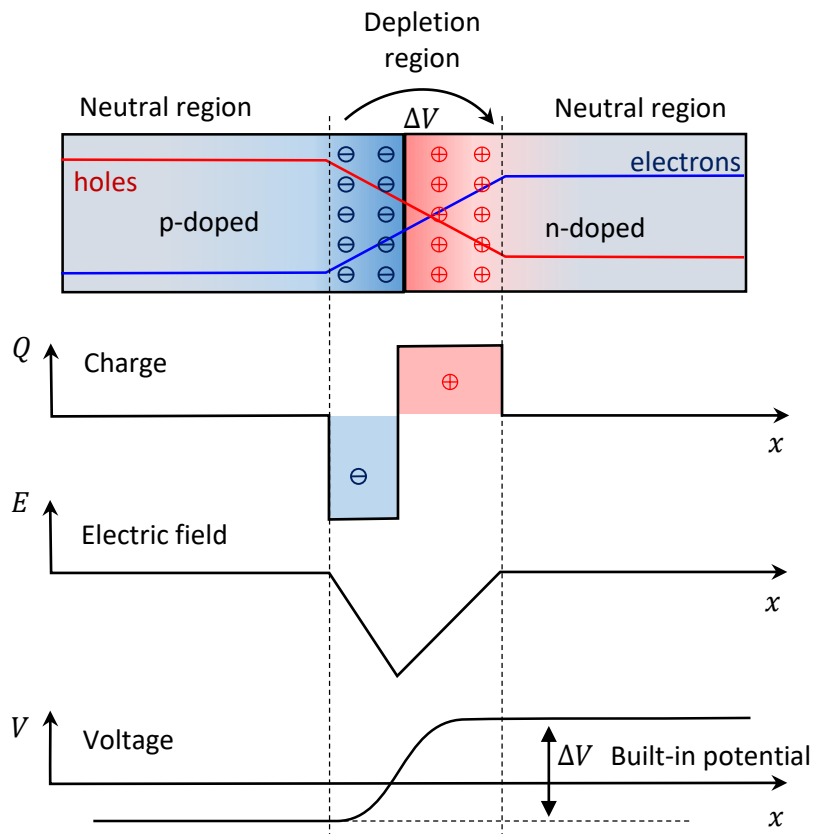 Depletion
region
Neutral region
ΔV
Neutral region
holes
electrons
p-doped
n-doped
⊖ ⊖ ⊕ ⊕
⊖ ⊖ ⊕ ⊕
⊖ ⊖ ⊕ ⊕
⊖ ⊖ ⊕ ⊕
⊖ ⊖ ⊕ ⊕
Q
Charge
⊕
⊖
x
E
Electric field
x
V
Voltage
ΔV Built-in potential
x